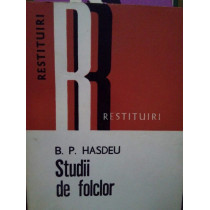 RESTITUIRI
RESTITUIRI
B. P. HASDEU
Studii
de folclor